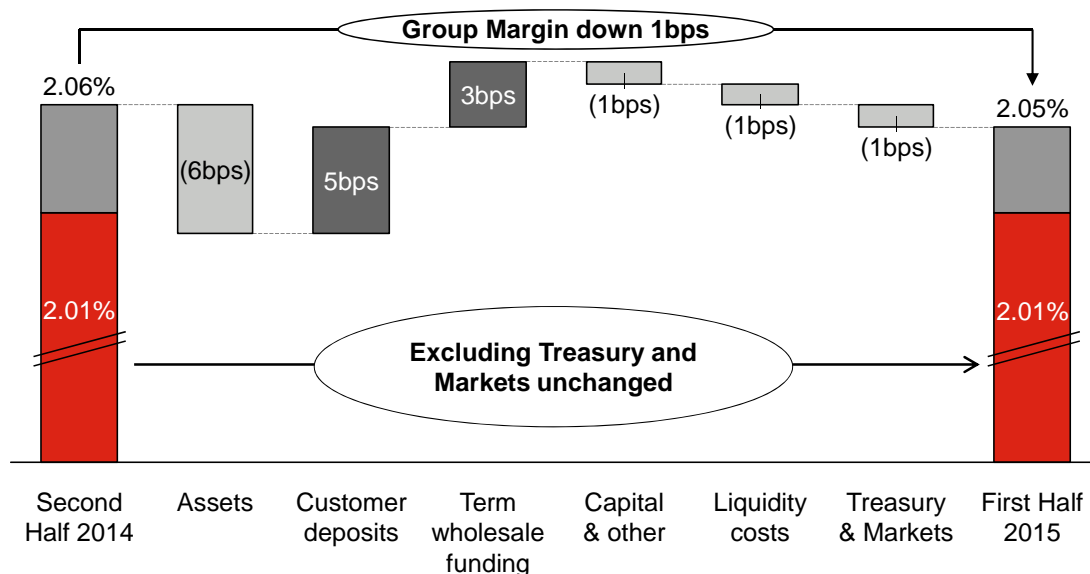 Group Margin down 1bps
2.06%
3bps
(1bps)
(1bps)
(1bps)
2.05%
(6bps)
5bps
2.01%
2.01%
Excluding Treasury and
Markets unchanged
Second
Half 2014
Assets
Customer
deposits
Term
wholesale
funding
Capital
& other
Liquidity
costs
Treasury
& Markets
First Half
2015